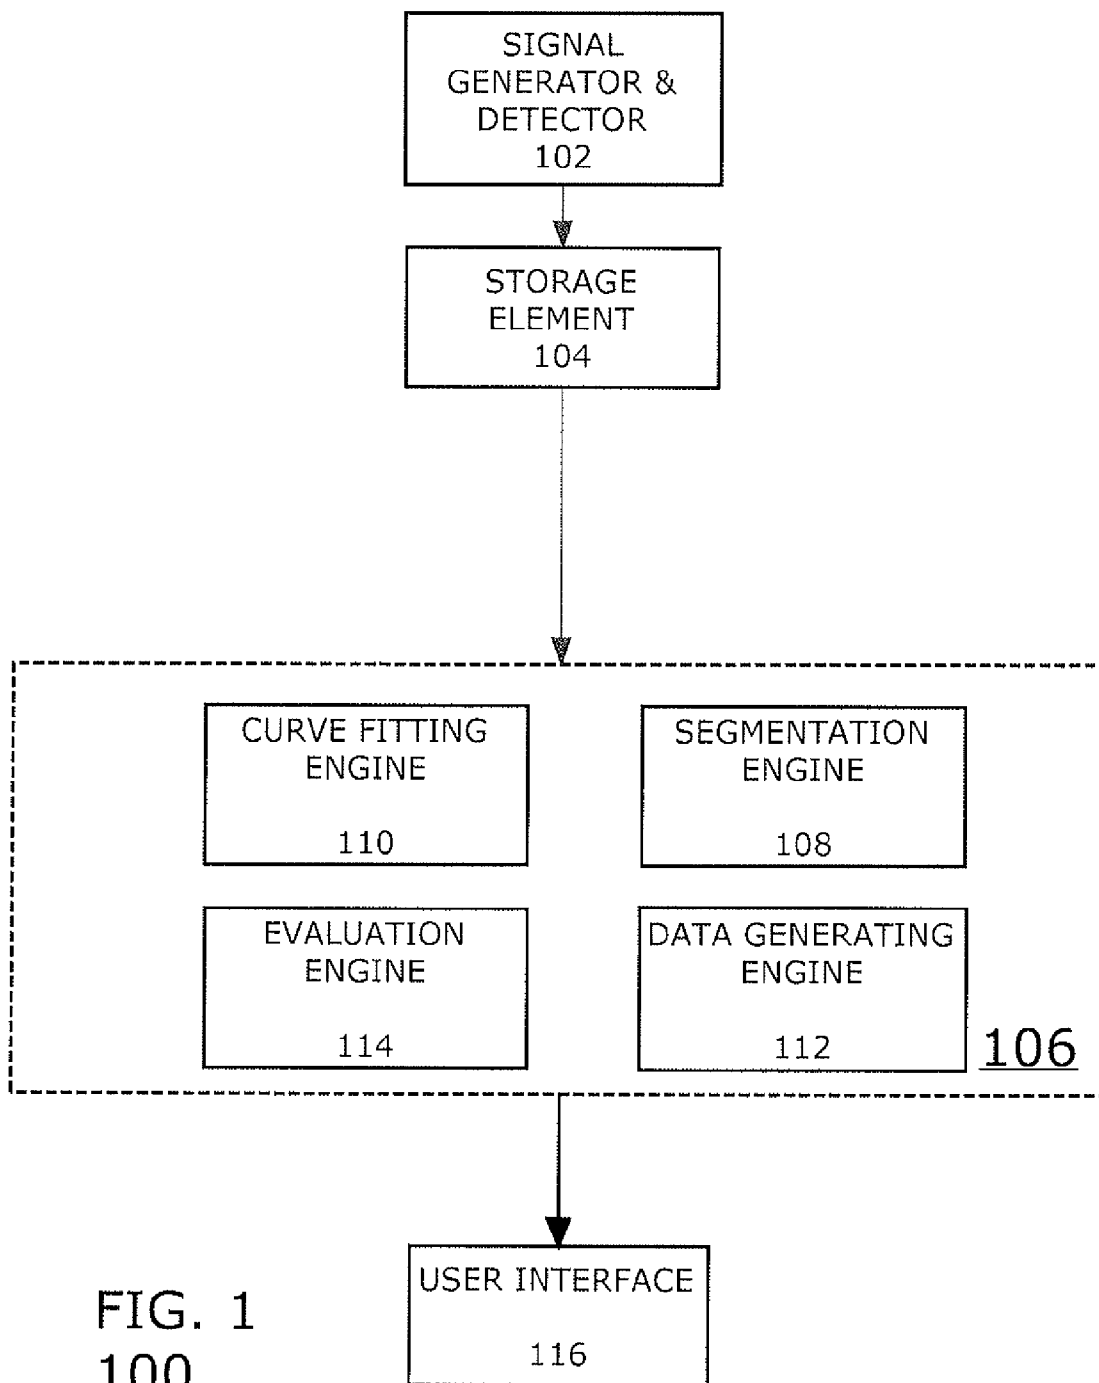 SIGNAL
GENERATOR &
DETECTOR
102
STORAGE
ELEMENT
104
CURVE FITTING
ENGINE
110
SEGMENTATION
ENGINE
108
EVALUATION
ENGINE
114
DATA GENERATING
ENGINE
112
106
USER INTERFACE
116
FIG. 1
100